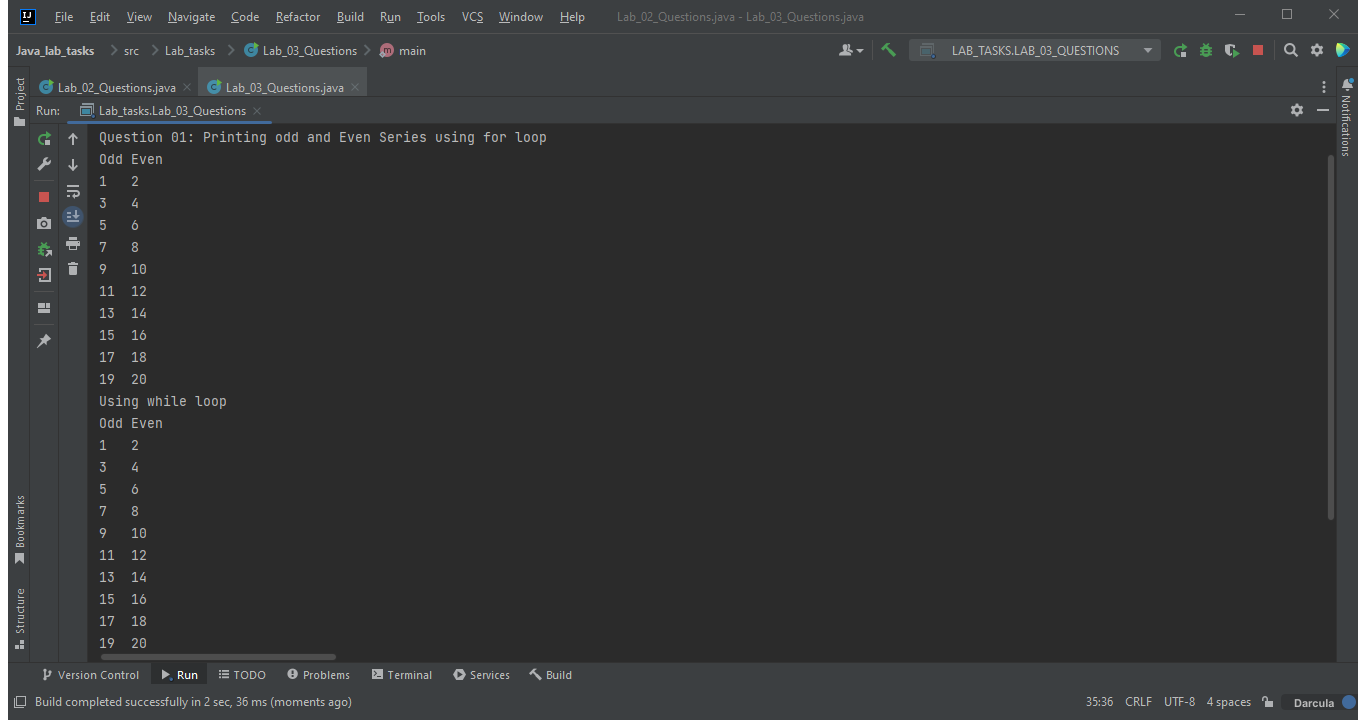 IJ File Edit View Navigate Code Refactor Build Run Tools VCS Window Help Lab_02_Questions.java - Lab_03_Questions.java
Java_lab_tasks src Lab_tasks C Lab_03_Questions m main LAB_TASKS.LAB_03_QUESTIONS
Project
C Lab_02_Questions.java C Lab_03_Questions.java
Notifications
Run: Lab_tasks.Lab_03_Questions
Question 01: Printing odd and Even Series using for loop
Odd Even
1 2
3 4
5 6
7 8
9 10
11 12
13 14
15 16
17 18
19 20
Using while loop
Odd Even
1 2
3 4
5 6
7 8
9 10
11 12
13 14
15 16
17 18
19 20
Bookmarks
Structure
Version Control Run TODO Problems Terminal Services Build
Build completed successfully in 2 sec, 36 ms (moments ago) 35:36 CRLF UTF-8 4 spaces Darcula